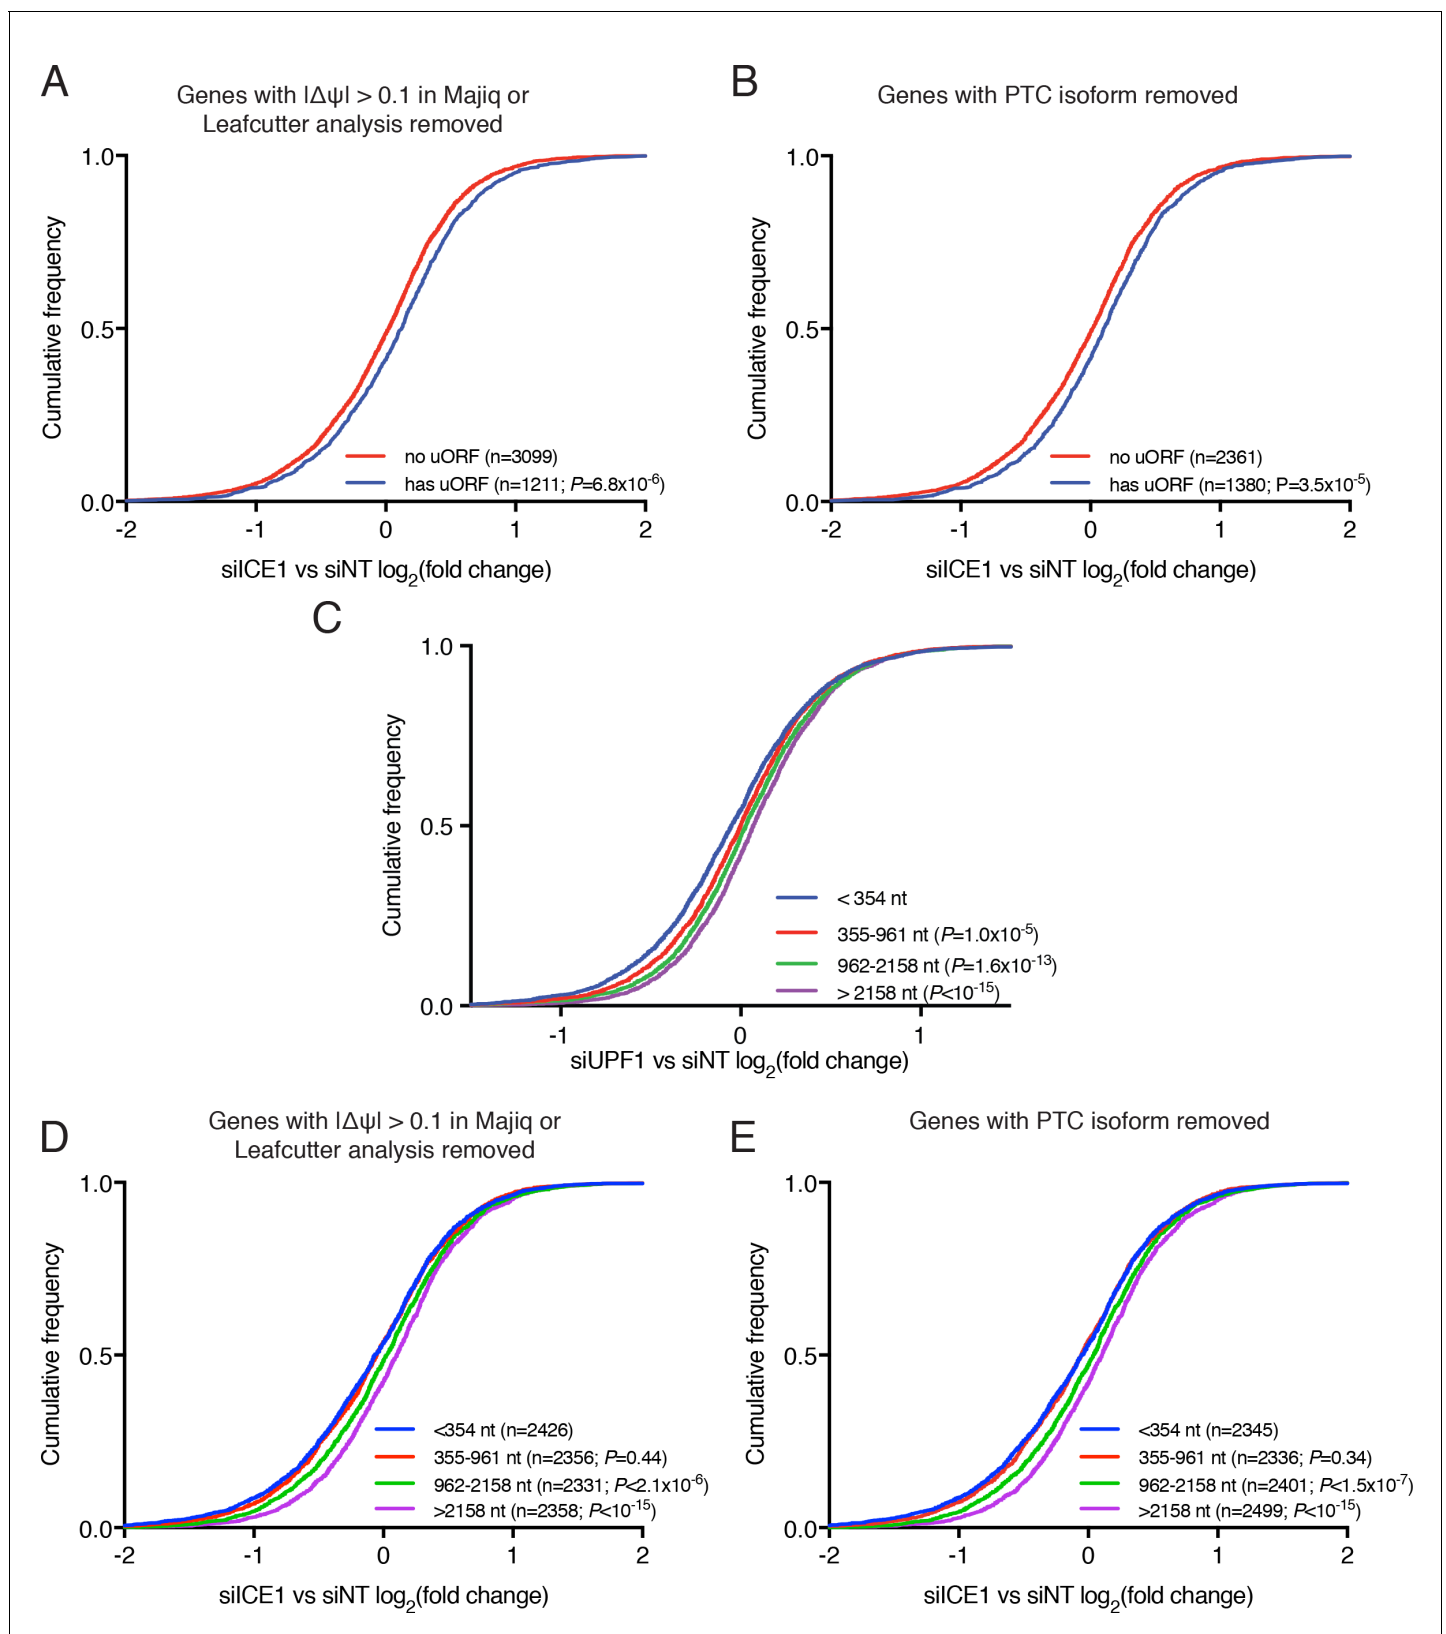 A
Genes with |Δψ| > 0.1 in Majiq or
Leafcutter analysis removed
1.0
0.5
0.0
Cumulative frequency
no uORF (n=3099)
has uORF (n=1211; P=6.8x10-6)
-2 -1 0 1 2
siICE1 vs siNT log2(fold change)
B
Genes with PTC isoform removed
1.0
0.5
0.0
Cumulative frequency
no uORF (n=2361)
has uORF (n=1380; P=3.5x10-5)
-2 -1 0 1 2
siICE1 vs siNT log2(fold change)
C
1.0
0.5
0.0
Cumulative frequency
< 354 nt
355-961 nt (P=1.0x10-5)
962-2158 nt (P=1.6x10-13)
> 2158 nt (P<10-15)
-1 0 1
siUPF1 vs siNT log2(fold change)
D
Genes with |Δψ| > 0.1 in Majiq or
Leafcutter analysis removed
1.0
0.5
0.0
Cumulative frequency
<354 nt (n=2426)
355-961 nt (n=2356; P=0.44)
962-2158 nt (n=2331; P<2.1x10-6)
>2158 nt (n=2358; P<10-15)
-2 -1 0 1 2
siICE1 vs siNT log2(fold change)
E
Genes with PTC isoform removed
1.0
0.5
0.0
Cumulative frequency
<354 nt (n=2345)
355-961 nt (n=2336; P=0.34)
962-2158 nt (n=2401; P<1.5x10-7)
>2158 nt (n=2499; P<10-15)
-2 -1 0 1 2
siICE1 vs siNT log2(fold change)